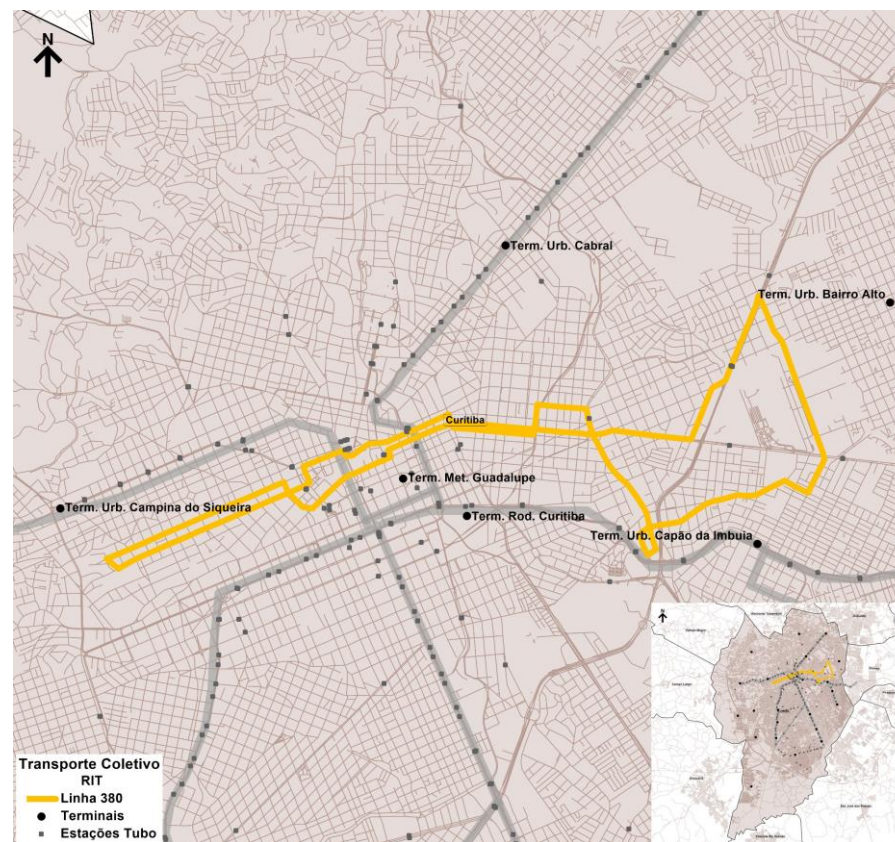 N
Term. Urb. Cabral
Term. Urb. Bairro Alto
Curitiba
Term. Met. Guadalupe
Term. Urb. Campina do Siqueira
Term. Rod. Curitiba
Term. Urb. Capão da Imbuia
N
Transporte Coletivo
RIT
Linha 380
Terminais
Estações Tubo